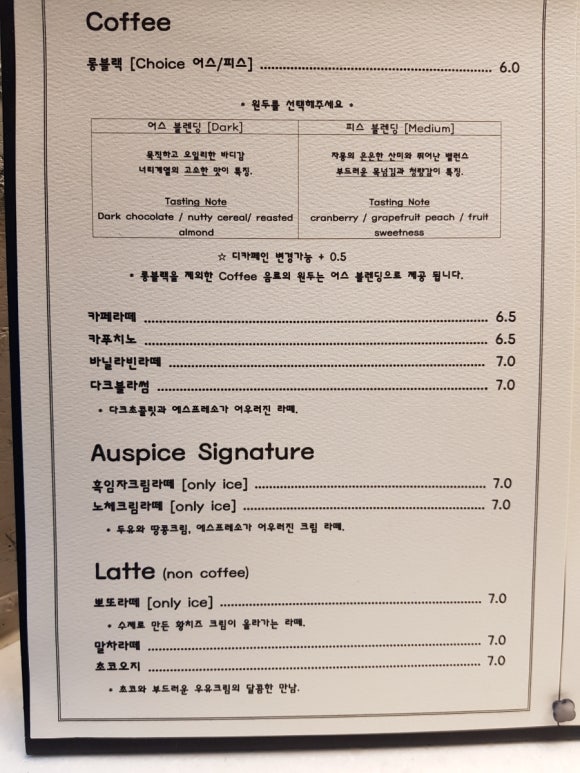 Coffee
롱블랙 [Choice 어스/피스] 6.0
• 원두를 선택해주세요 •
어스 블렌딩 [Dark]
묵직하고 오일리한 바디감
너티계열의 고소한 맛이 특징.
Tasting Note
Dark chocolate / nutty cereal/ reasted
almond
피스 블렌딩 [Medium]
자몽의 은은한 산미와 뛰어난 밸런스
부드러운 목넘김과 청량감이 특징.
Tasting Note
cranberry / grapefruit peach / fruit
sweetness
☆ 디카페인 변경가능 + 0.5
• 롱블랙을 제외한 Coffee 음료의 원두는 어스 블렌딩으로 제공 됩니다.
카페라떼 6.5
카푸치노 6.5
바닐라빈라떼 7.0
다크블라썸 7.0
• 다크초콜릿과 에스프레소가 어우러진 라떼.
Auspice Signature
흑임자크림라떼 [only ice] 7.0
노체크림라떼 [only ice] 7.0
• 두유와 땅콩크림, 에스프레소가 어우러진 크림 라떼.
Latte (non coffee)
뽀또라떼 [only ice] 7.0
• 수제로 만든 황치즈 크림이 올라가는 라떼.
말차라떼 7.0
초코오지 7.0
• 초코와 부드러운 우유크림의 달콤한 만남.